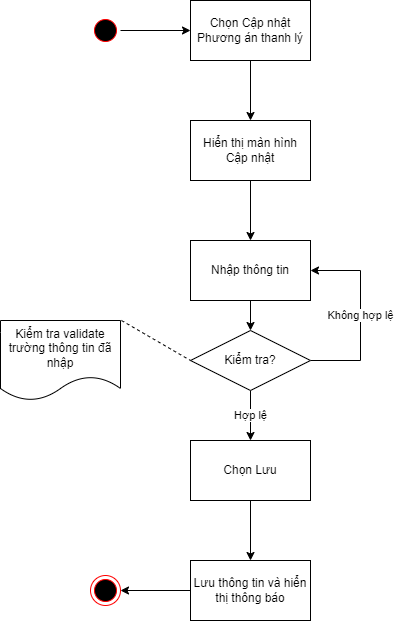 Chọn Cập nhật
Phương án thanh lý
Hiển thị màn hình
Cập nhật
Nhập thông tin
Không hợp lệ
Kiểm tra validate
trường thông tin đã
nhập
Kiểm tra?
Hợp lệ
Chọn Lưu
Lưu thông tin và hiển
thị thông báo